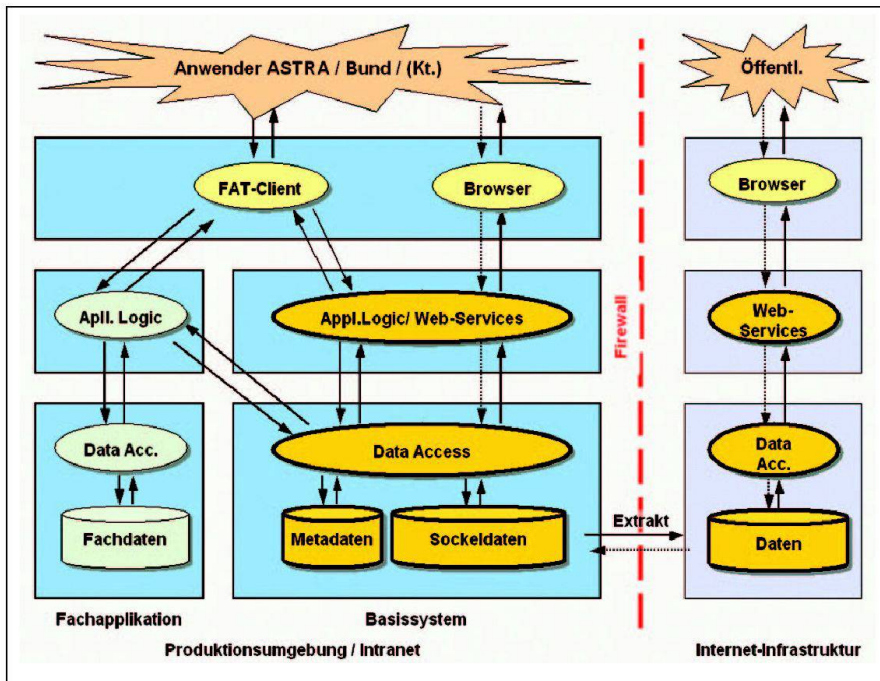 Anwender ASTRA / Bund / (Kt.)
Öffentl.
FAT-Client
Browser
Browser
Apll. Logic
Appl.Logic/ Web-Services
Web-
Services
Firewall
Data Acc.
Data Access
Data
Acc.
Fachdaten
Metadaten
Sockeldaten
Extrakt
Daten
Fachapplikation
Basissystem
Produktionsumgebung / Intranet
Internet-Infrastruktur